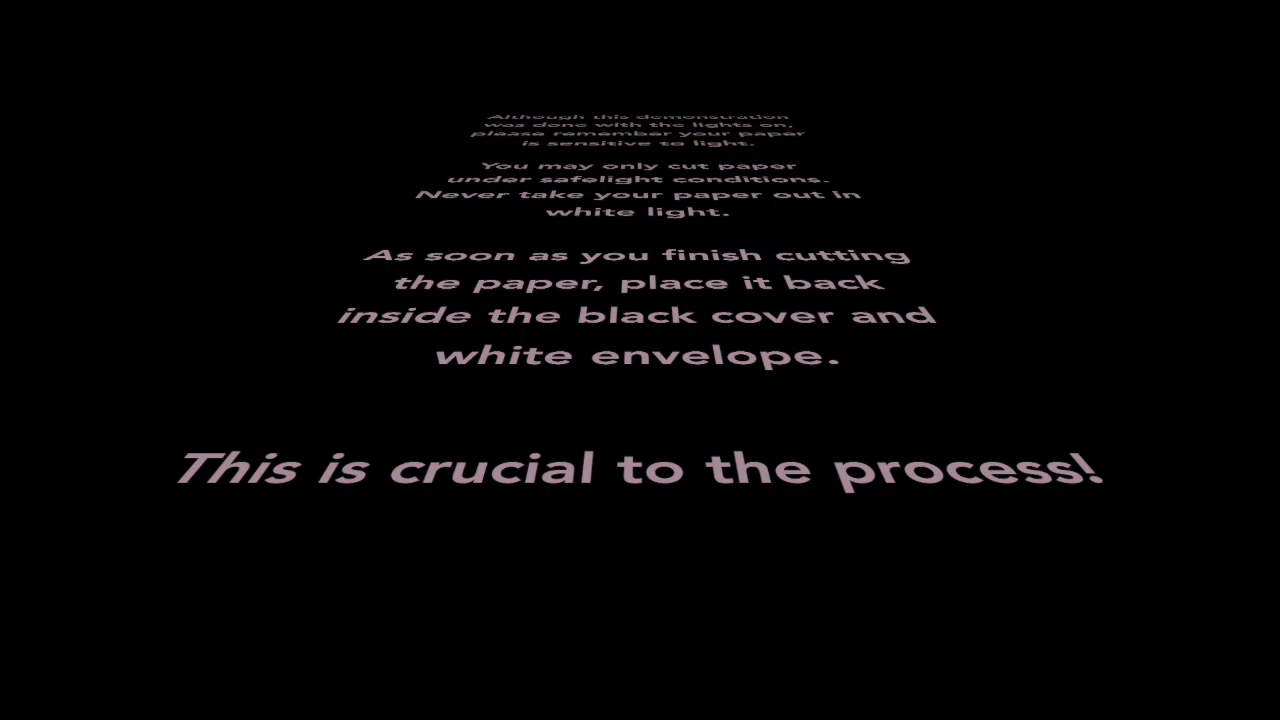 Although this demonstration
was done with the lights on,
please remember your paper
is sensitive to light.
You may only cut paper
under safelight conditions.
Never take your paper out in
white light.
As soon as you finish cutting
the paper, place it back
inside the black cover and
white envelope.
This is crucial to the process!